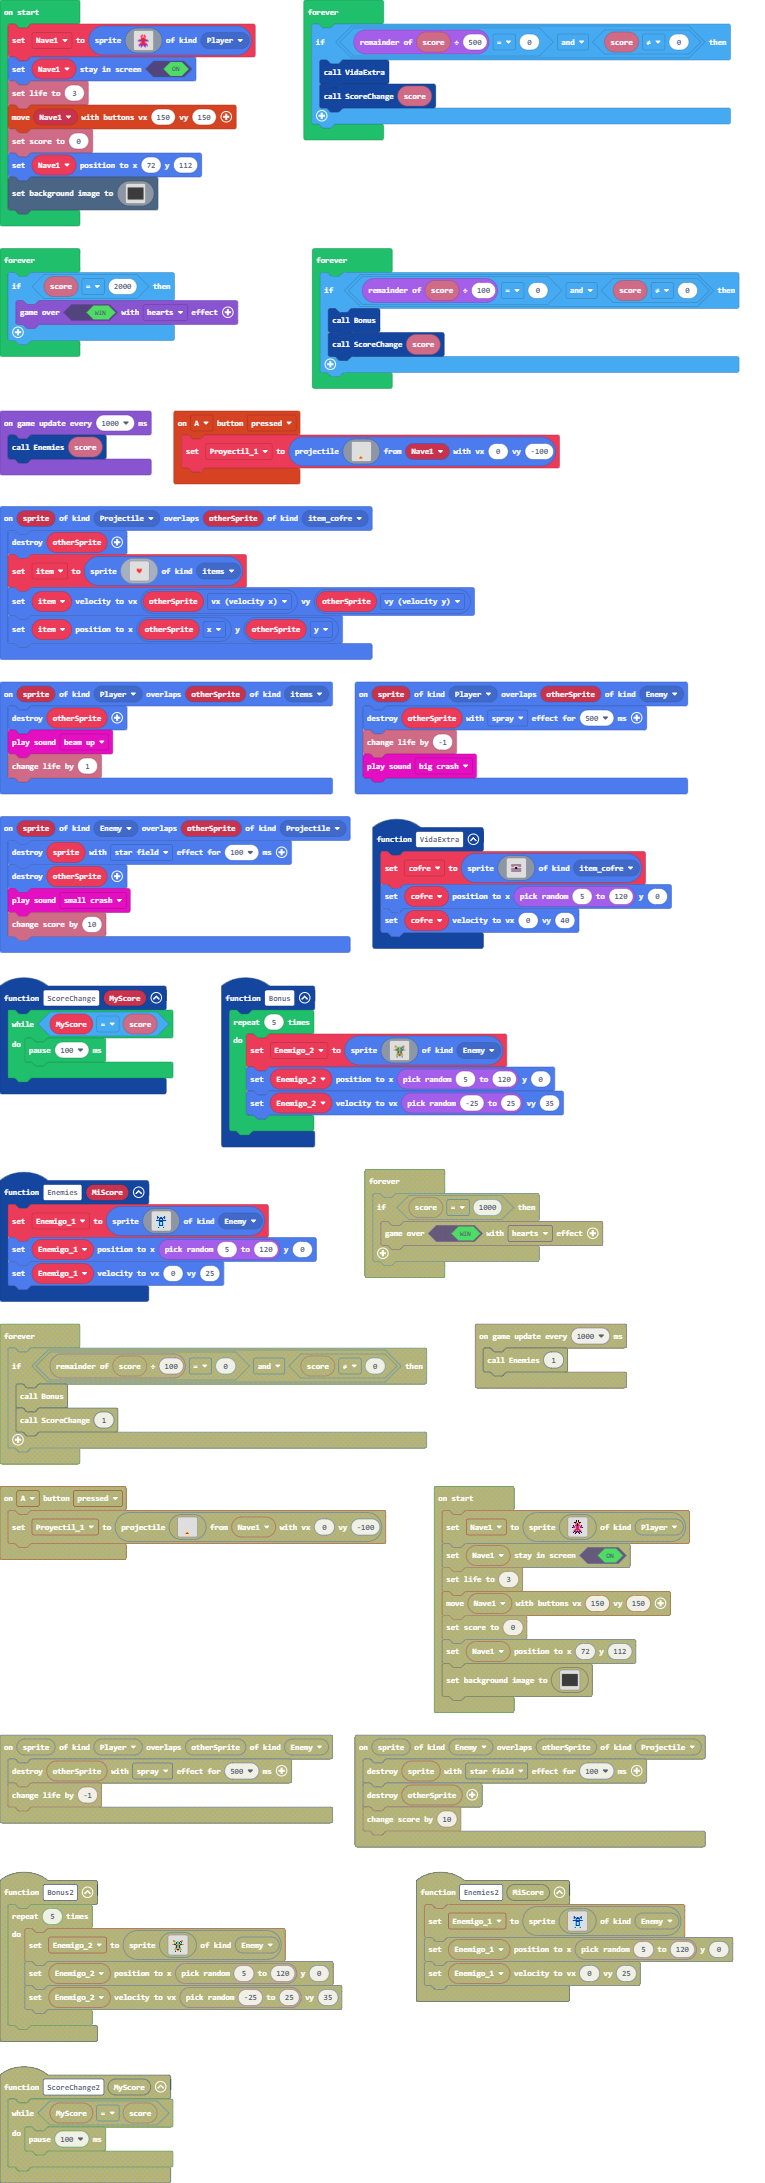 on start
set Nave1 to sprite of kind Player
set Nave1 stay in screen ON
set life to 3
move Nave1 with buttons vx 150 vy 150
set score to 0
set Nave1 position to x 72 y 112
set background image to
forever
if remainder of score ÷ 500 = 0 and score ≠ 0 then
call VidaExtra
call ScoreChange score
forever
if score = 2000 then
game over WIN with hearts effect
forever
if remainder of score ÷ 100 = 0 and score ≠ 0 then
call Bonus
call ScoreChange score
on game update every 1000 ms
call Enemies score
on A button pressed
set Proyectil_1 to projectile from Nave1 with vx 0 vy -100
on sprite of kind Projectile overlaps otherSprite of kind item_cofre
destroy otherSprite
set item to sprite of kind items
set item velocity to vx otherSprite vx (velocity x) vy otherSprite vy (velocity y)
set item position to x otherSprite x y otherSprite y
on sprite of kind Player overlaps otherSprite of kind items
destroy otherSprite
play sound beam up
change life by 1
on sprite of kind Player overlaps otherSprite of kind Enemy
destroy otherSprite with spray effect for 500 ms
change life by -1
play sound big crash
on sprite of kind Enemy overlaps otherSprite of kind Projectile
destroy sprite with star field effect for 100 ms
destroy otherSprite
play sound small crash
change score by 10
function VidaExtra
set cofre to sprite of kind item_cofre
set cofre position to x pick random 5 to 120 y 0
set cofre velocity to vx 0 vy 40
function ScoreChange MyScore
while MyScore = score
do
pause 100 ms
function Bonus
repeat 5 times
do
set Enemigo_2 to sprite of kind Enemy
set Enemigo_2 position to x pick random 5 to 120 y 0
set Enemigo_2 velocity to vx pick random -25 to 25 vy 35
function Enemies MiScore
set Enemigo_1 to sprite of kind Enemy
set Enemigo_1 position to x pick random 5 to 120 y 0
set Enemigo_1 velocity to vx 0 vy 25
forever
if score = 1000 then
game over WIN with hearts effect
forever
if remainder of score ÷ 100 = 0 and score ≠ 0 then
call Bonus
call ScoreChange 1
on game update every 1000 ms
call Enemies 1
on A button pressed
set Proyectil_1 to projectile from Nave1 with vx 0 vy -100
on start
set Nave1 to sprite of kind Player
set Nave1 stay in screen ON
set life to 3
move Nave1 with buttons vx 150 vy 150
set score to 0
set Nave1 position to x 72 y 112
set background image to
on sprite of kind Player overlaps otherSprite of kind Enemy
destroy otherSprite with spray effect for 500 ms
change life by -1
on sprite of kind Enemy overlaps otherSprite of kind Projectile
destroy sprite with star field effect for 100 ms
destroy otherSprite
change score by 10
function Bonus2
repeat 5 times
do
set Enemigo_2 to sprite of kind Enemy
set Enemigo_2 position to x pick random 5 to 120 y 0
set Enemigo_2 velocity to vx pick random -25 to 25 vy 35
function Enemies2 MiScore
set Enemigo_1 to sprite of kind Enemy
set Enemigo_1 position to x pick random 5 to 120 y 0
set Enemigo_1 velocity to vx 0 vy 25
function ScoreChange2 MyScore
while MyScore = score
do
pause 100 ms